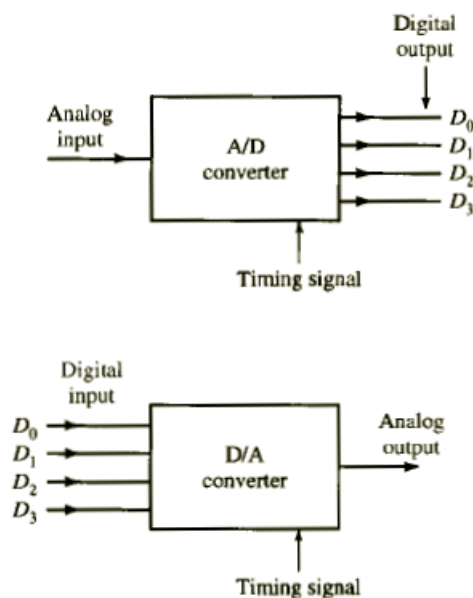 Digital
output
Analog
input
A/D
converter
D₀
D₁
D₂
D₃
Timing signal
Digital
input
D₀
D₁
D₂
D₃
D/A
converter
Analog
output
Timing signal